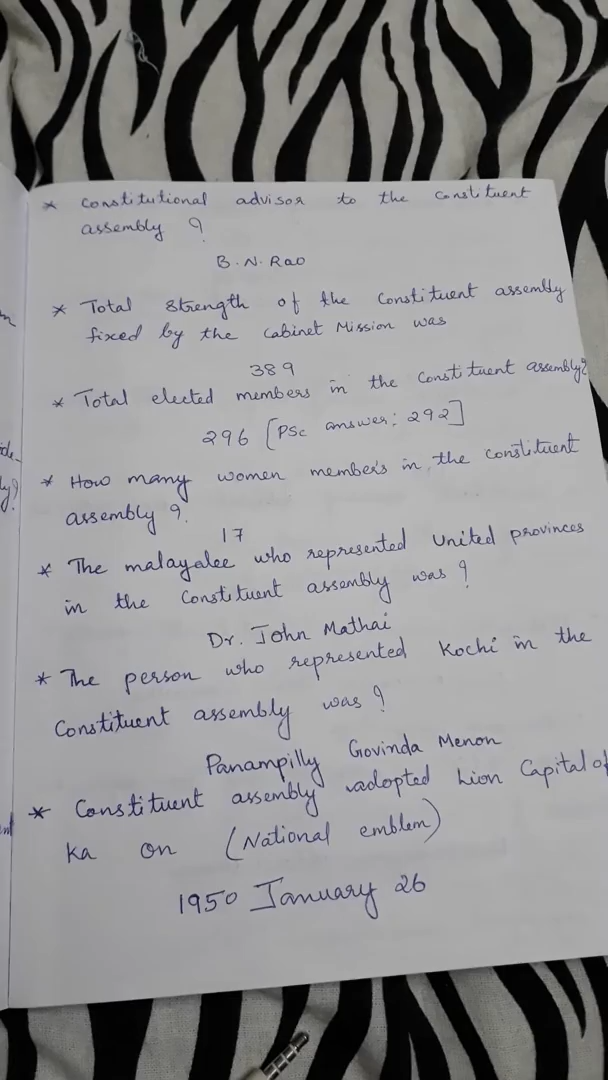 * constitutional advisor to the constituent
assembly ?
B.N. Rao
* Total strength of the constituent assembly
fixed by the cabinet Mission was
389
* Total elected members in the constituent assembly?
296 [PSC answer: 292]
* How many women members in the constituent
assembly ?
17
* The malayalee who represented United provinces
in the constituent assembly was ?
Dr. John Mathai
* The person who represented Kochi in the
Constituent assembly was ?
Panampilly Govinda Menon
* Constituent assembly adopted Lion Capital of
ka on (National emblem)
1950 January 26